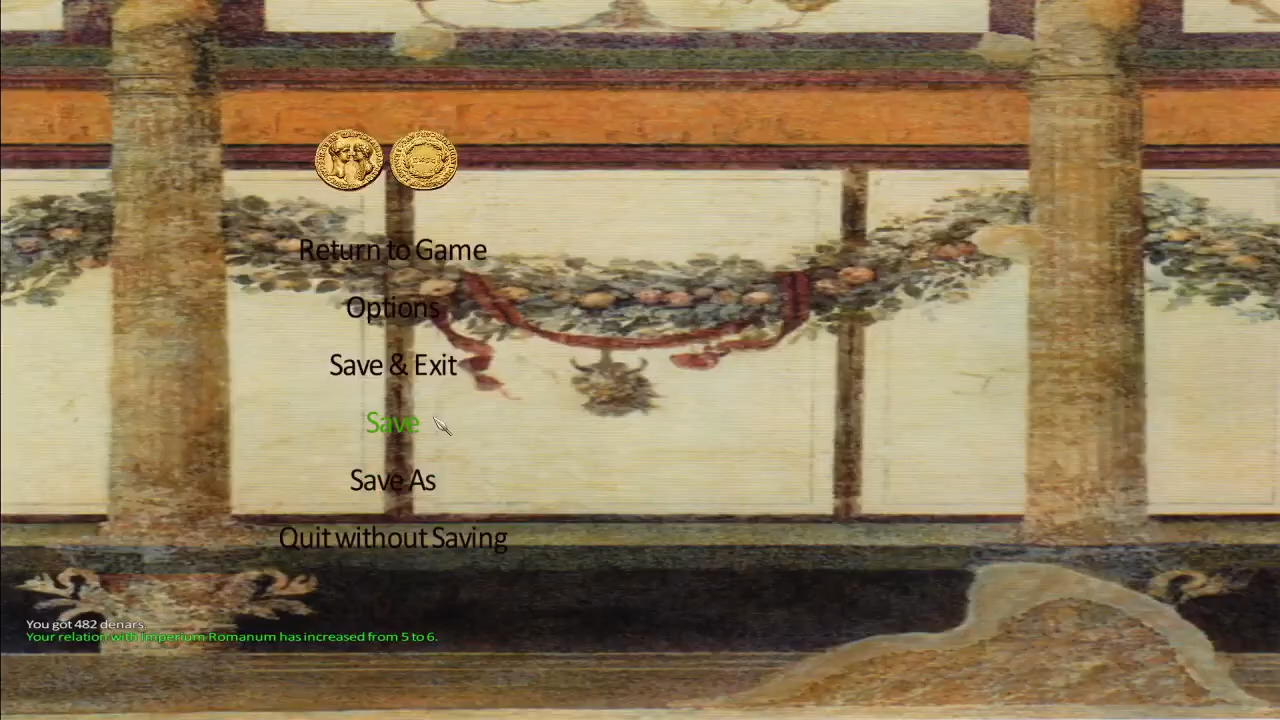 Return to Game
Options
Save & Exit
Save
Save As
Quit without Saving
You got 482 denars.
Your relation with Imperium Romanum has increased from 5 to 6.